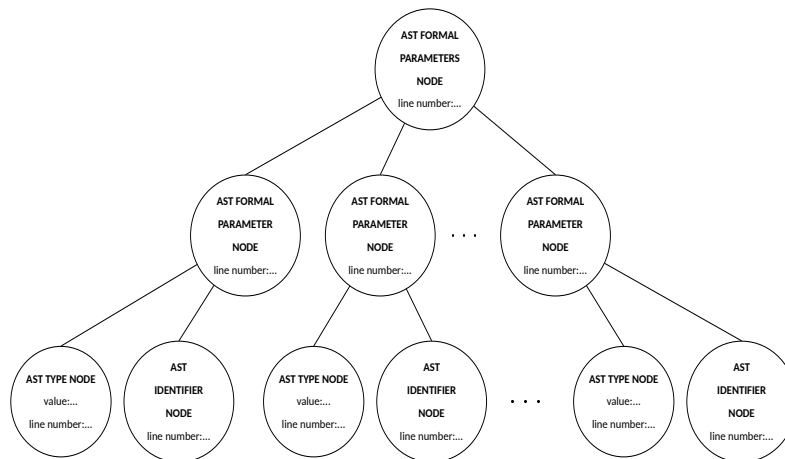 AST FORMAL
PARAMETERS
NODE
line number:...
AST FORMAL
PARAMETER
NODE
line number:...
AST FORMAL
PARAMETER
NODE
line number:...
. . .
AST FORMAL
PARAMETER
NODE
line number:...
AST TYPE NODE
value:...
line number:...
AST
IDENTIFIER
NODE
line number:...
AST TYPE NODE
value:...
line number:...
AST
IDENTIFIER
NODE
line number:...
. . .
AST TYPE NODE
value:...
line number:...
AST
IDENTIFIER
NODE
line number:...